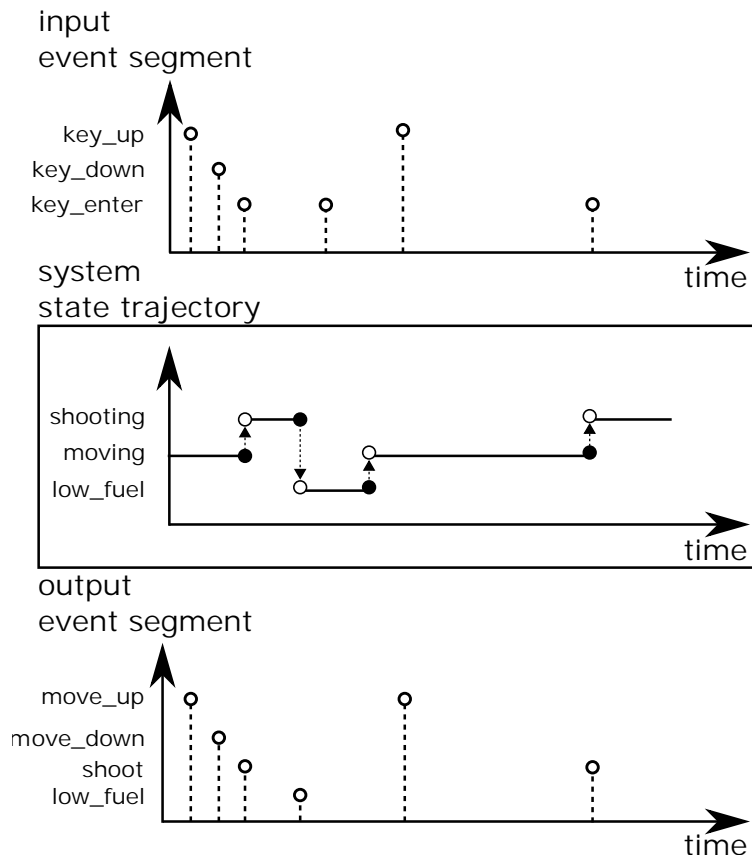 input
event segment
key_up
key_down
key_enter
time
system
state trajectory
shooting
moving
low_fuel
time
output
event segment
move_up
move_down
shoot
low_fuel
time